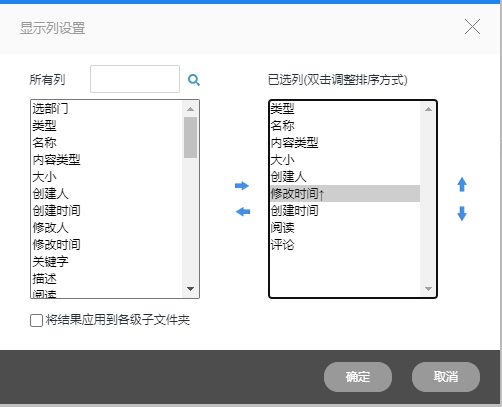 显示列设置
所有列
选部门
类型
名称
内容类型
大小
创建人
创建时间
修改人
修改时间
关键字
描述
阅读
已选列(双击调整排序方式)
类型
名称
内容类型
大小
创建人
修改时间↑
创建时间
阅读
评论
将结果应用到各级子文件夹
确定
取消